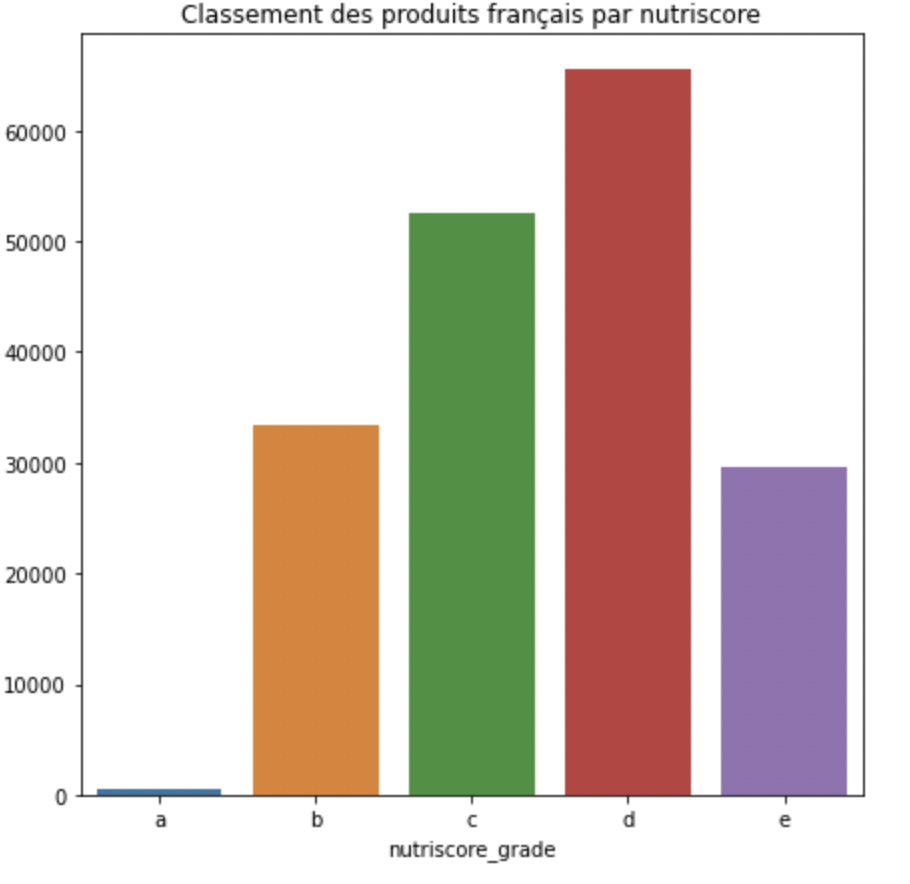 Classement des produits français par nutriscore
60000
50000
40000
30000
20000
10000
0
a b c d e
nutriscore_grade